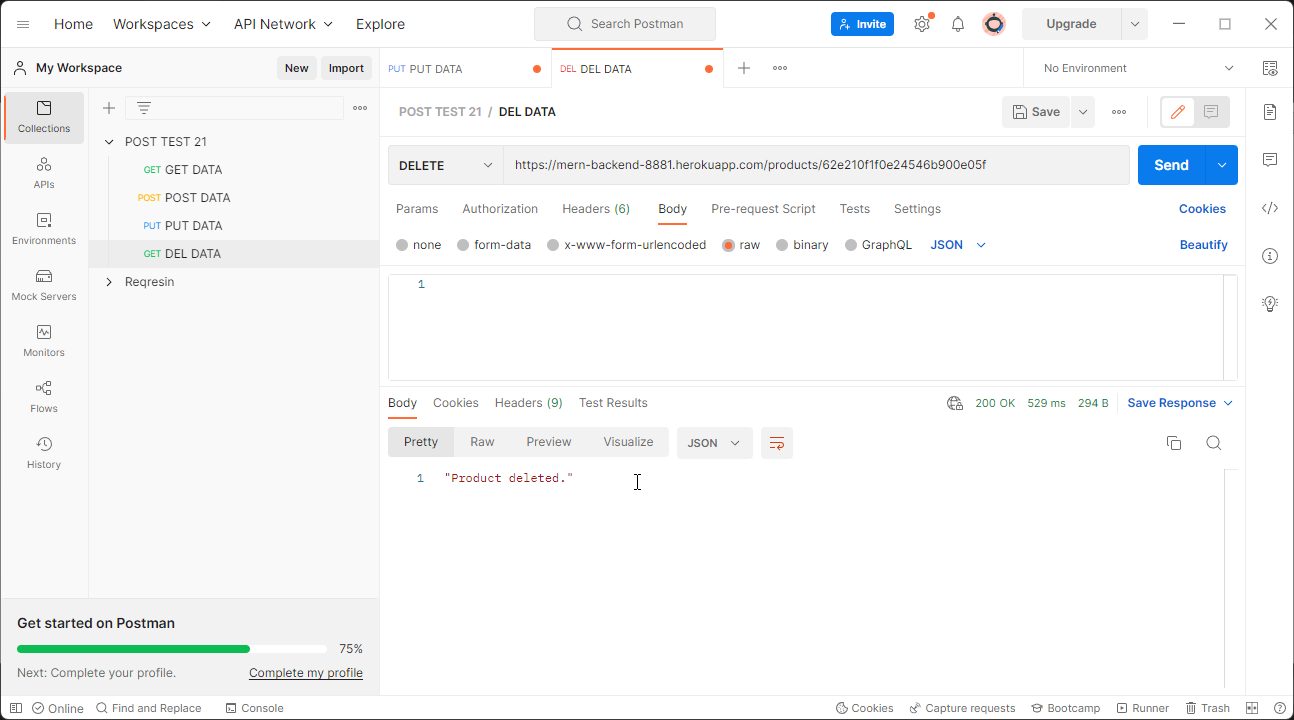 Home Workspaces API Network Explore Search Postman Invite Upgrade
My Workspace New Import PUT PUT DATA DEL DEL DATA No Environment
Collections
APIs
Environments
Mock Servers
Monitors
Flows
History
POST TEST 21
GET GET DATA
POST POST DATA
PUT PUT DATA
GET DEL DATA
Reqresin
POST TEST 21 / DEL DATA Save
DELETE https://mern-backend-8881.herokuapp.com/products/62e210f1f0e24546b900e05f Send
Params Authorization Headers (6) Body Pre-request Script Tests Settings Cookies
none form-data x-www-form-urlencoded raw binary GraphQL JSON Beautify
1
Body Cookies Headers (9) Test Results 200 OK 529 ms 294 B Save Response
Pretty Raw Preview Visualize JSON
1 "Product deleted."
Get started on Postman
75%
Next: Complete your profile. Complete my profile
Online Find and Replace Console Cookies Capture requests Bootcamp Runner Trash